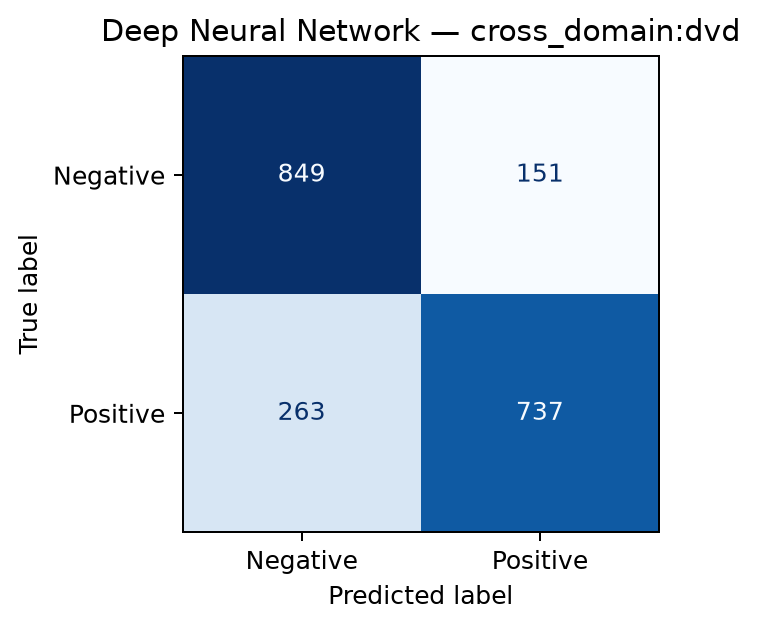 Deep Neural Network — cross_domain:dvd
True label
Negative
849
151
Positive
263
737
Negative
Positive
Predicted label